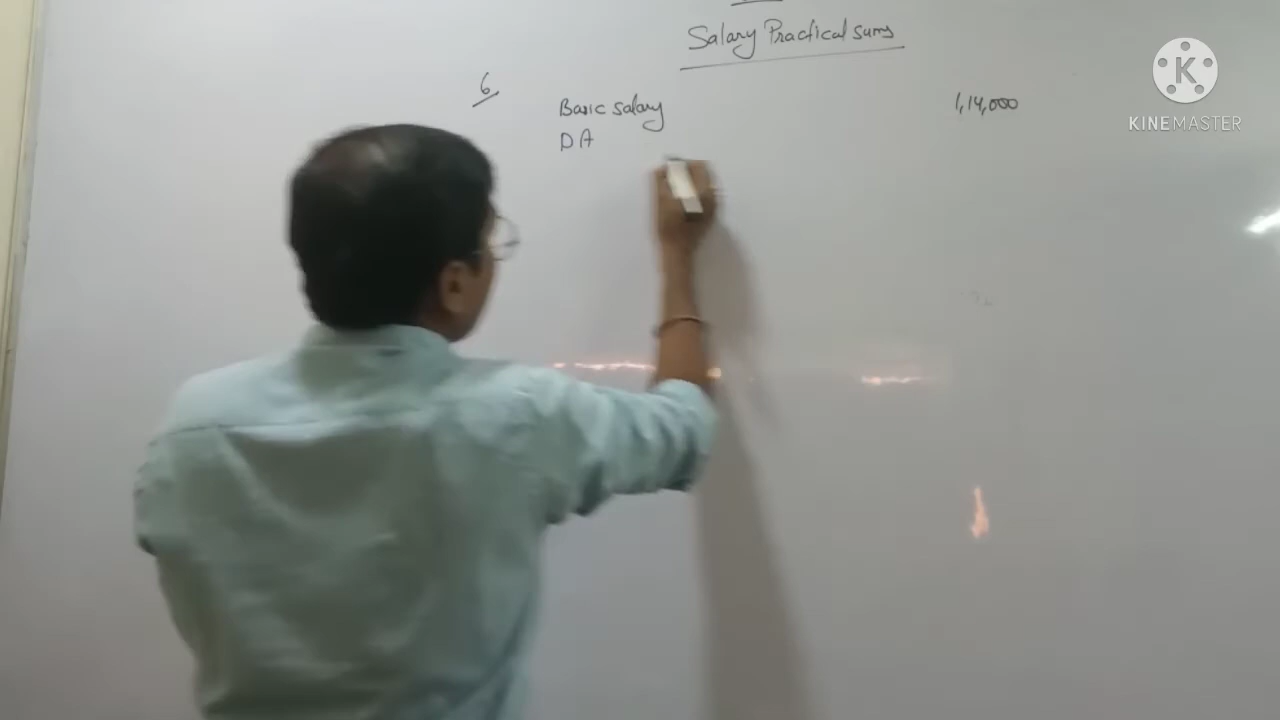 Salary Practical sums
6
Basic salary 1,14,000
DA
K
KINEMASTER